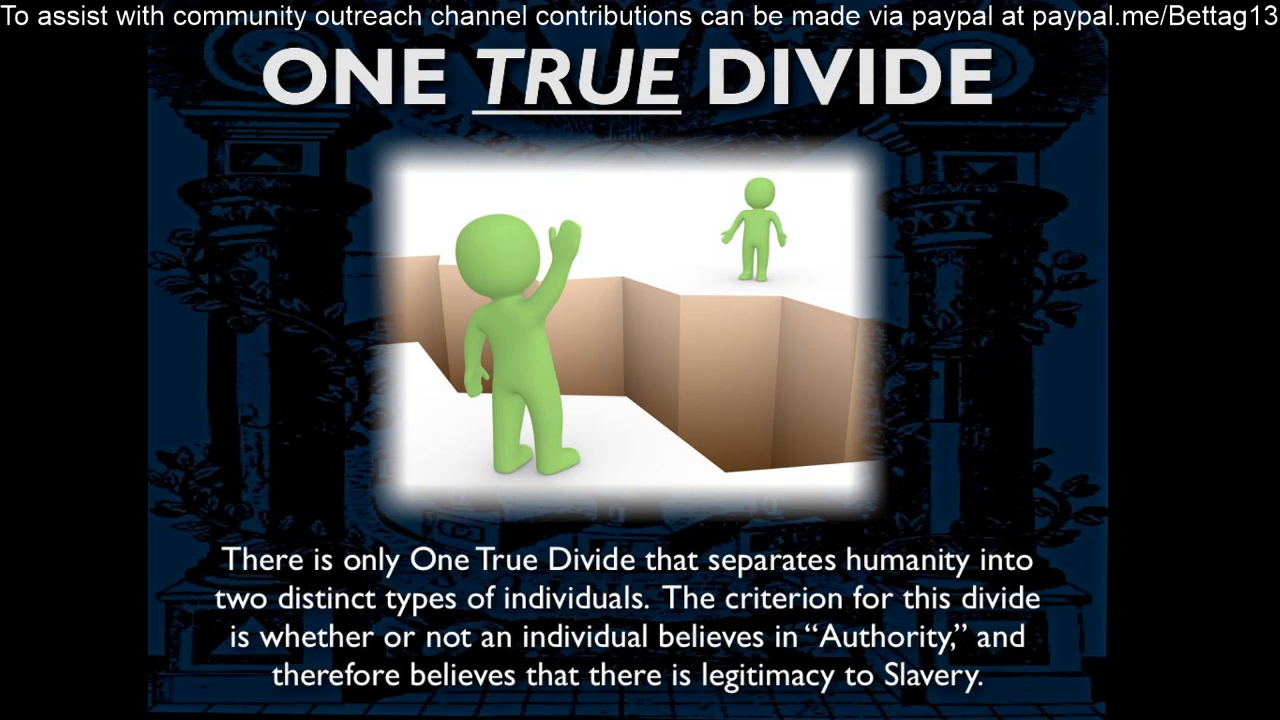 To assist with community outreach channel contributions can be made via paypal at paypal.me/Bettag13
ONE TRUE DIVIDE
There is only One True Divide that separates humanity into
two distinct types of individuals. The criterion for this divide
is whether or not an individual believes in “Authority,” and
therefore believes that there is legitimacy to Slavery.